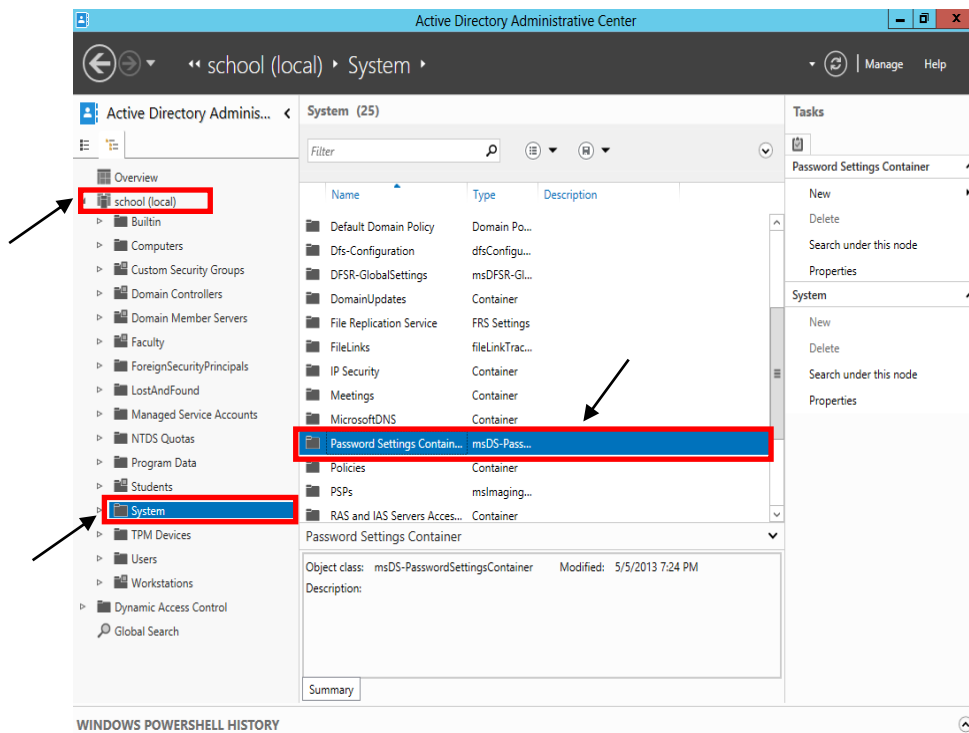 Active Directory Administrative Center
school (local) System
Manage Help
Active Directory Adminis...
Overview
school (local)
Builtin
Computers
Custom Security Groups
Domain Controllers
Domain Member Servers
Faculty
ForeignSecurityPrincipals
LostAndFound
Managed Service Accounts
NTDS Quotas
Program Data
Students
System
TPM Devices
Users
Workstations
Dynamic Access Control
Global Search
System (25)
Filter
Name Type Description
Default Domain Policy Domain Po...
Dfs-Configuration dfsConfigu...
DFSR-GlobalSettings msDFSR-Gl...
DomainUpdates Container
File Replication Service FRS Settings
FileLinks fileLinkTrac...
IP Security Container
Meetings Container
MicrosoftDNS Container
Password Settings Contain... msDS-Pass...
Policies Container
PSPs msImaging...
RAS and IAS Servers Acces... Container
Password Settings Container
Object class: msDS-PasswordSettingsContainer Modified: 5/5/2013 7:24 PM
Description:
Summary
Tasks
Password Settings Container
New
Delete
Search under this node
Properties
System
New
Delete
Search under this node
Properties
WINDOWS POWERSHELL HISTORY